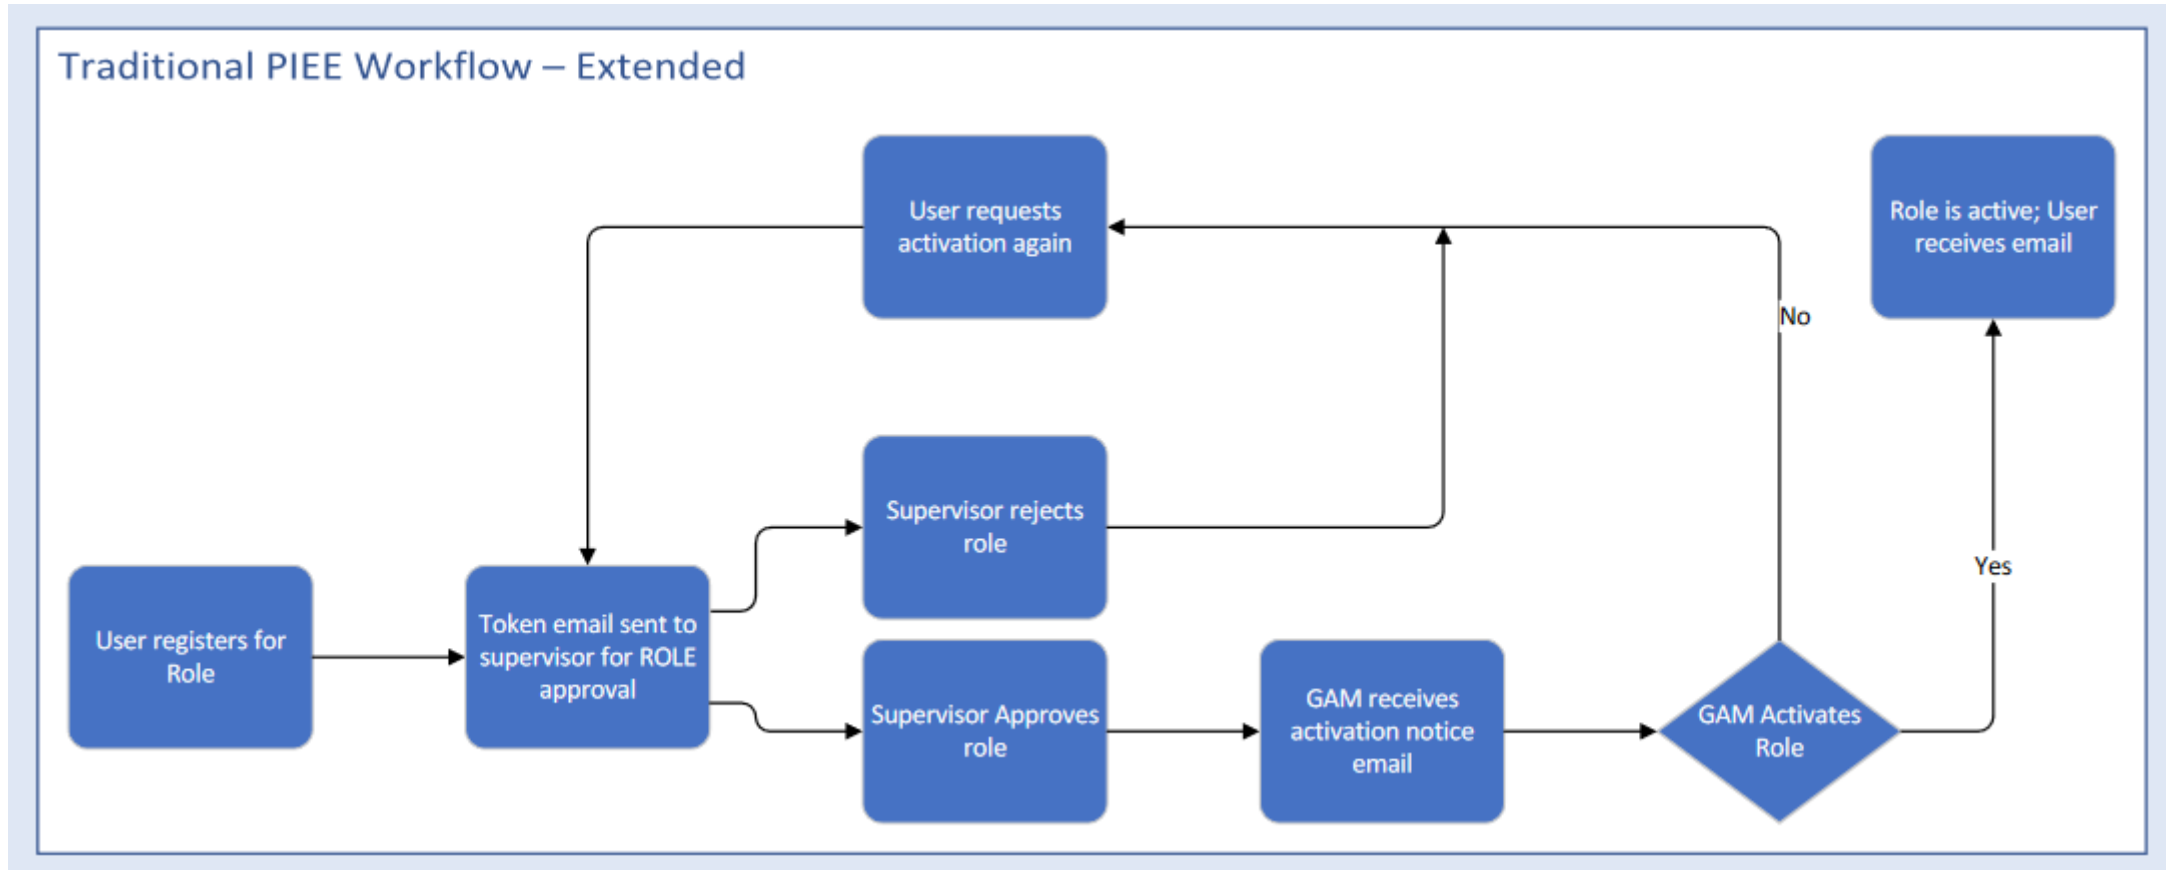 Traditional PIEE Workflow – Extended
User requests
activation again
Role is active; User
receives email
No
Supervisor rejects
role
Yes
User registers for
Role
Token email sent to
supervisor for ROLE
approval
Supervisor Approves
role
GAM receives
activation notice
email
GAM Activates
Role